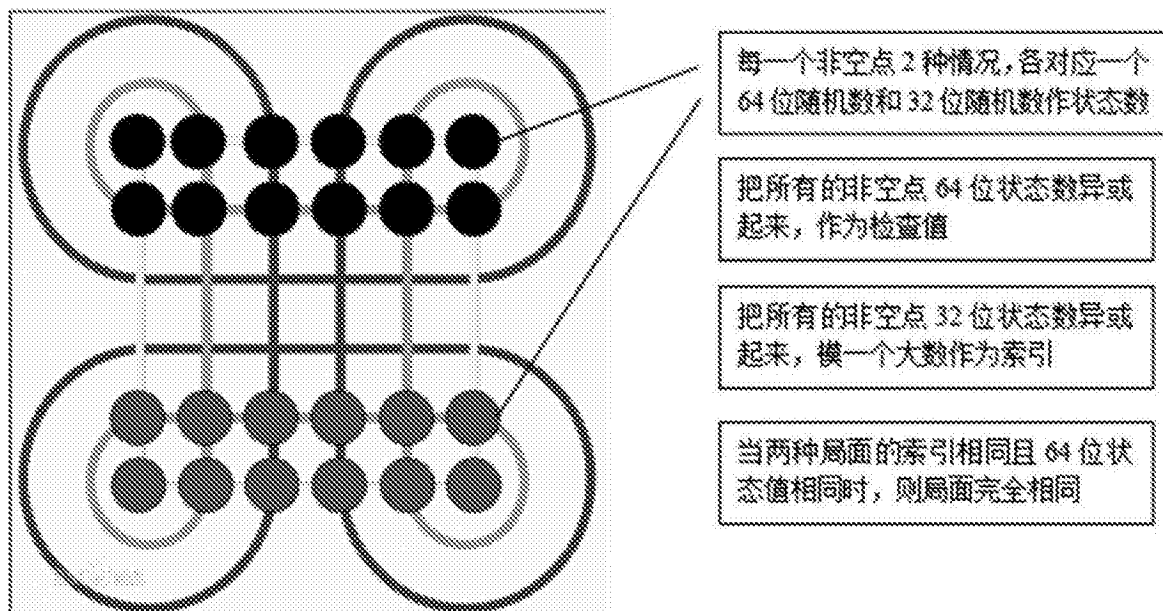 每一个非空点 2 种情况，各对应一个
64 位随机数和 32 位随机数作状态数
把所有的非空点 64 位状态数异或
起来，作为检查值
把所有的非空点 32 位状态数异或
起来，模一个大数作为索引
当两种局面的索引相同且 64 位状
态值相同时，则局面完全相同